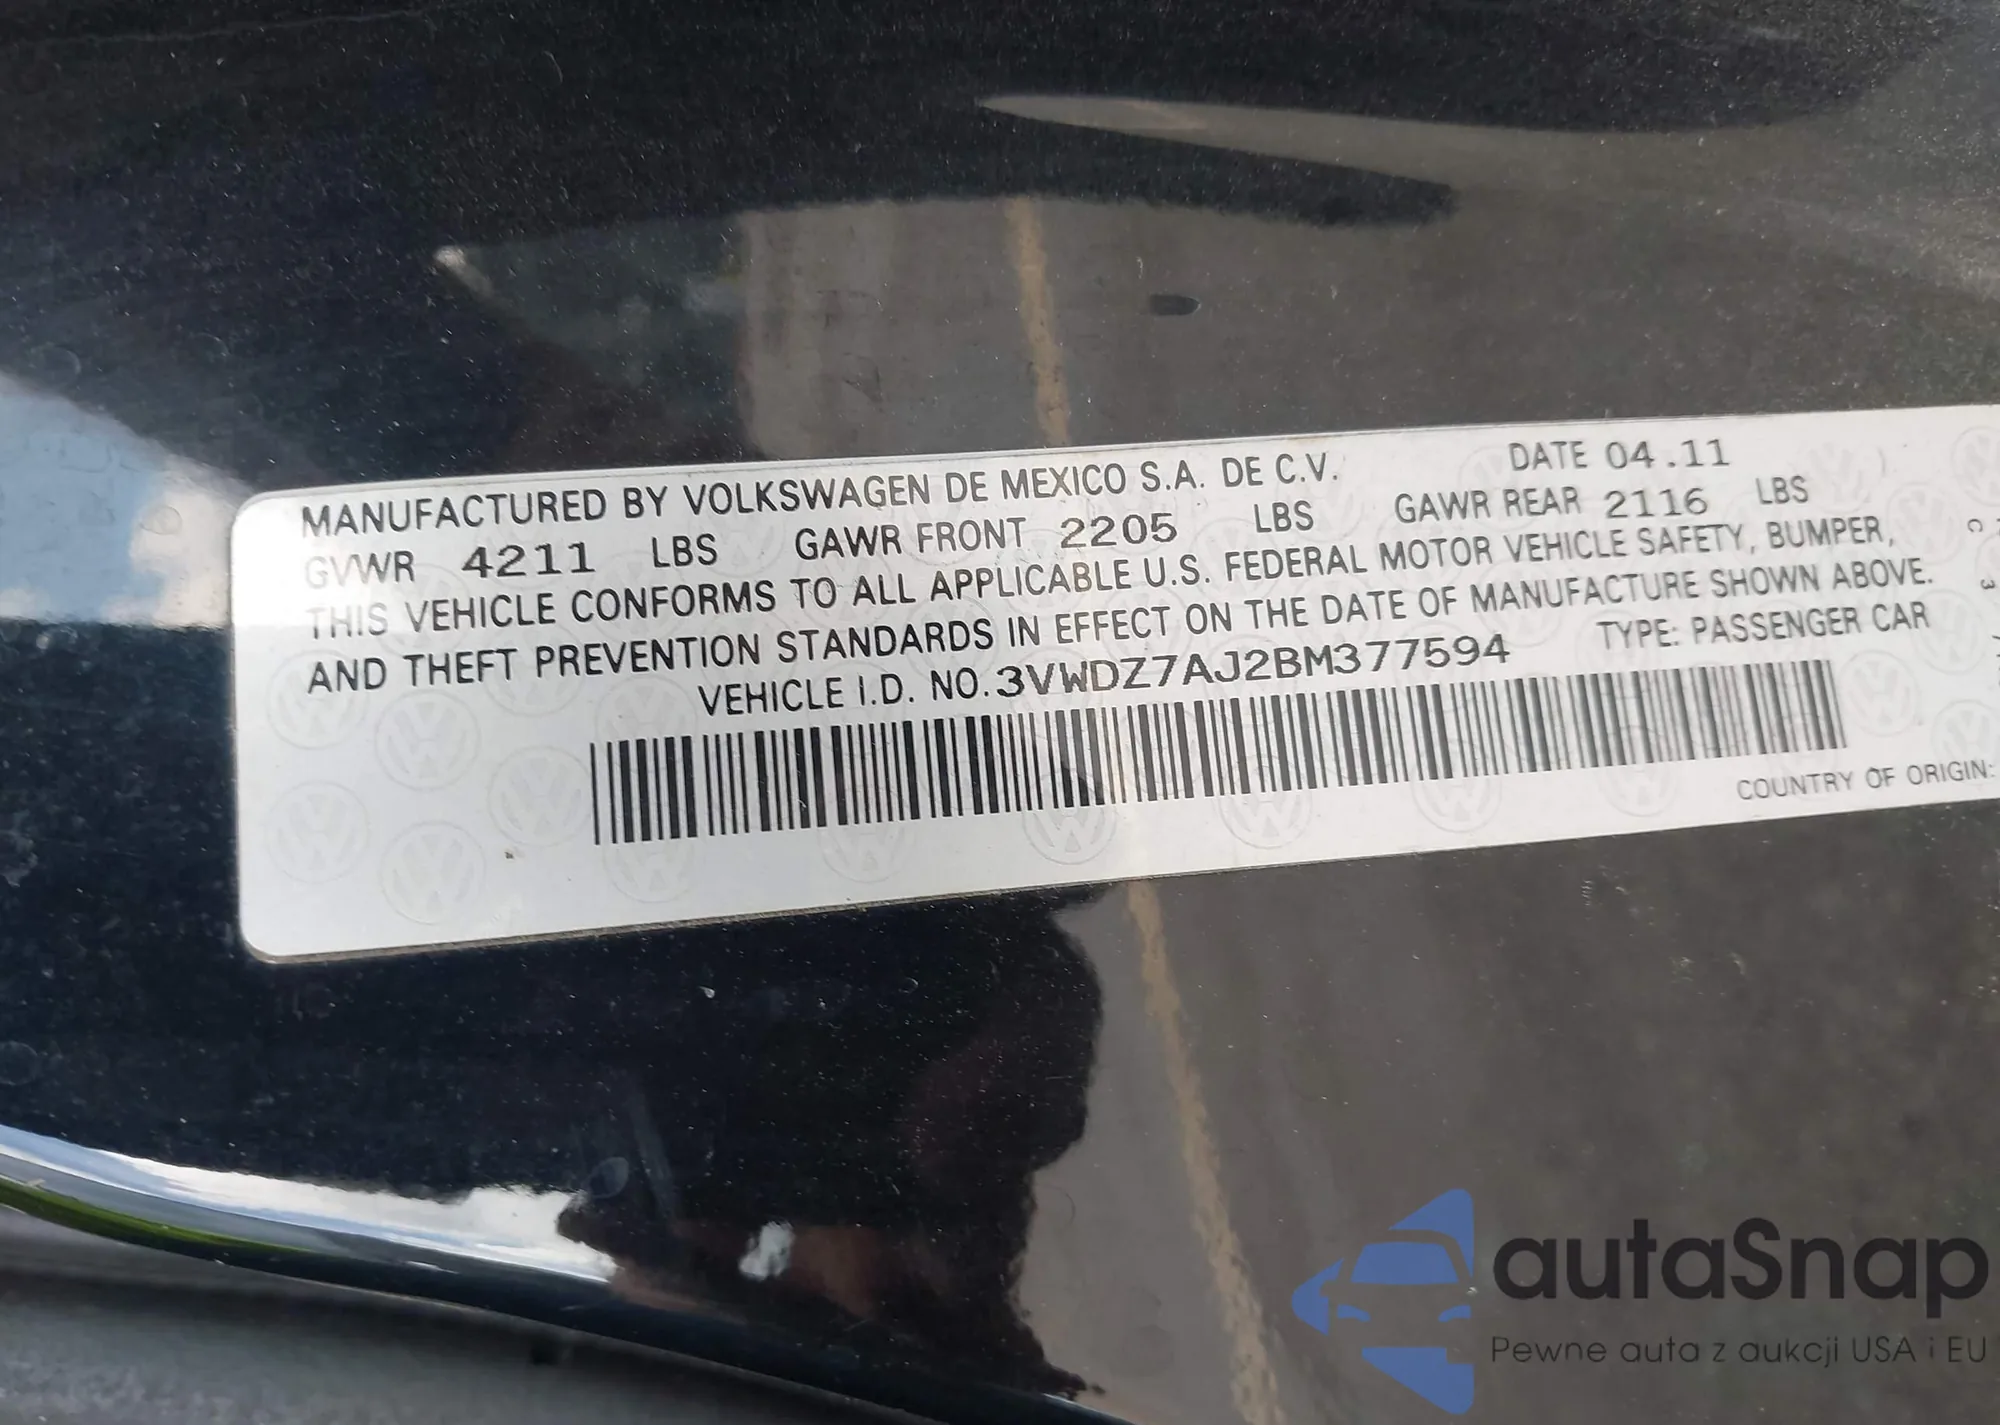 MANUFACTURED BY VOLKSWAGEN DE MEXICO S.A. DE C.V. DATE 04.11
GVWR 4211 LBS GAWR FRONT 2205 LBS GAWR REAR 2116 LBS
THIS VEHICLE CONFORMS TO ALL APPLICABLE U.S. FEDERAL MOTOR VEHICLE SAFETY, BUMPER,
AND THEFT PREVENTION STANDARDS IN EFFECT ON THE DATE OF MANUFACTURE SHOWN ABOVE.
VEHICLE I.D. NO. 3VWDZ7AJ2BM377594 TYPE: PASSENGER CAR
COUNTRY OF ORIGIN:
autaSnap
Pewne auta z aukcji USA i EU